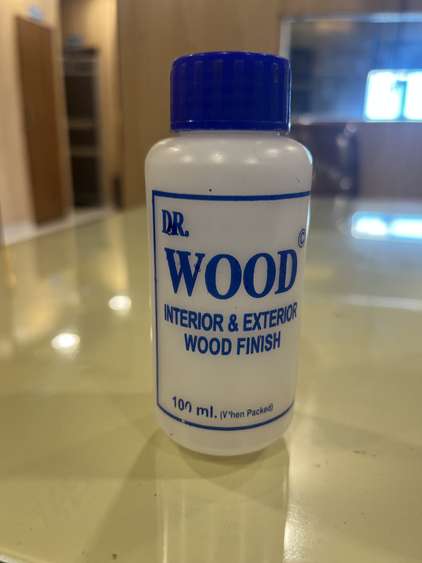 DR.
WOOD ©
INTERIOR & EXTERIOR
WOOD FINISH
100 ml. (When Packed)